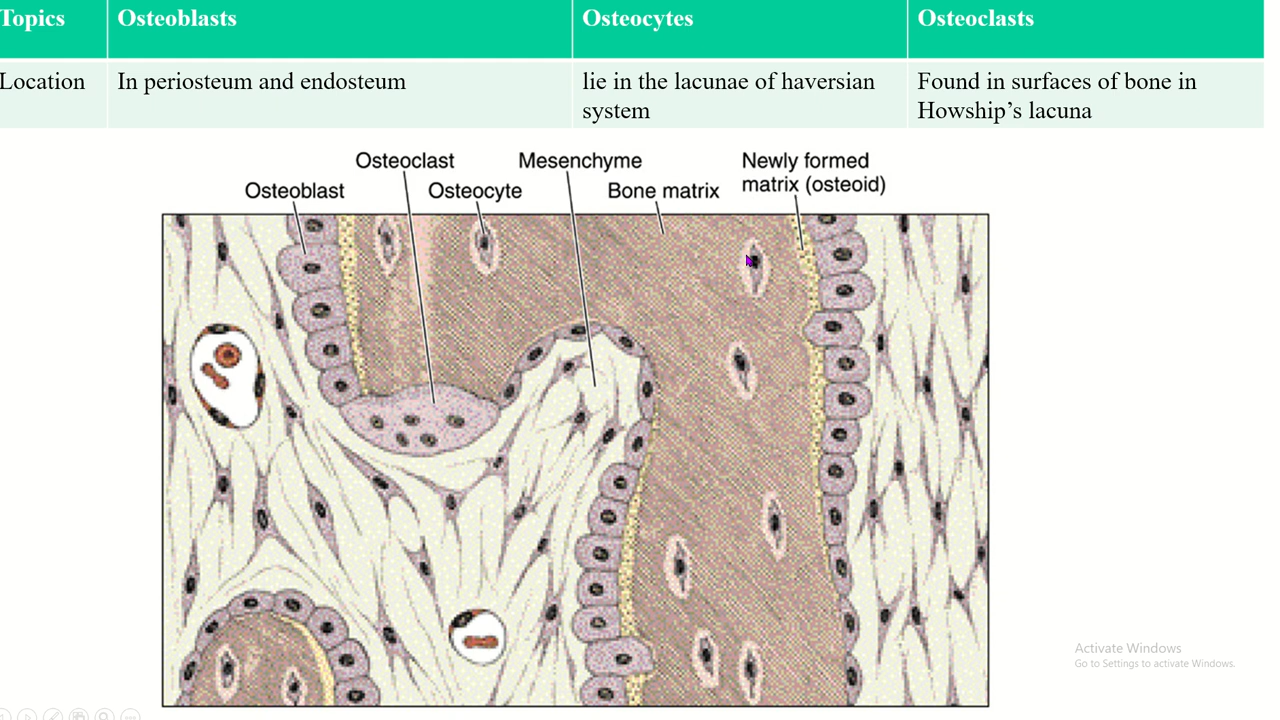 Topics
Osteoblasts
Osteocytes
Osteoclasts
Location
In periosteum and endosteum
lie in the lacunae of haversian
system
Found in surfaces of bone in
Howship’s lacuna
Osteoclast
Mesenchyme
Newly formed
matrix (osteoid)
Osteoblast
Osteocyte
Bone matrix
Activate Windows
Go to Settings to activate Windows.